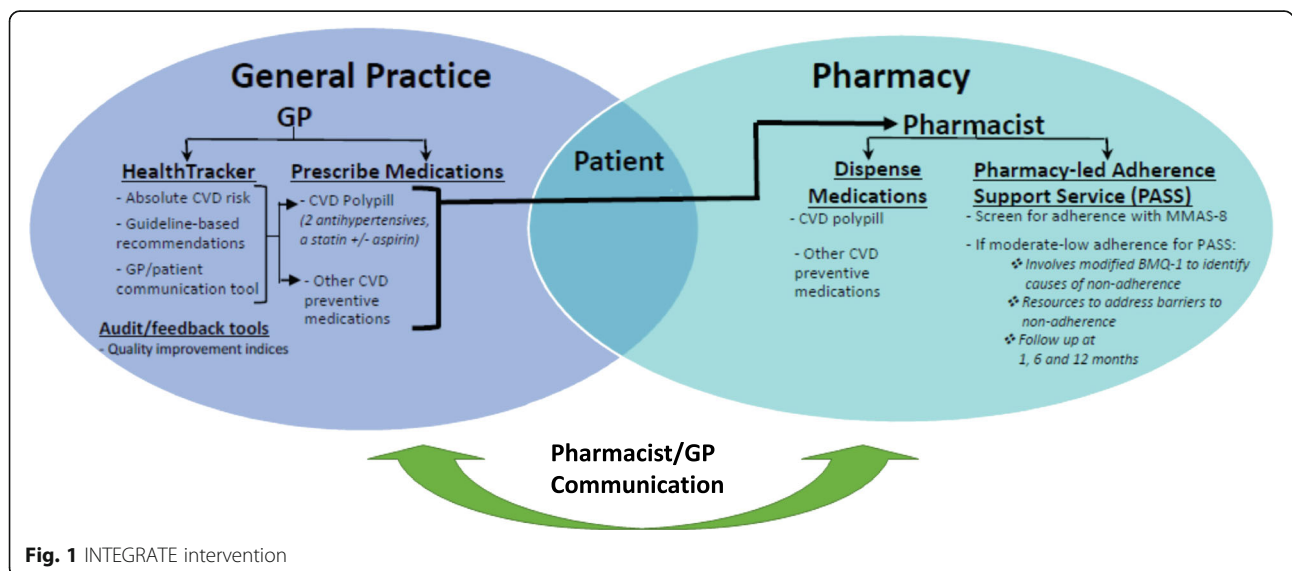 General Practice
GP
HealthTracker
- Absolute CVD risk
- Guideline-based
recommendations
- GP/patient
communication tool
Audit/feedback tools
- Quality improvement indices
Prescribe Medications
- CVD Polypill
(2 antihypertensives,
a statin +/- aspirin)
- Other CVD
preventive
medications
Patient
Pharmacy
Pharmacist
Dispense
Medications
- CVD polypill
- Other CVD
preventive
medications
Pharmacy-led Adherence
Support Service (PASS)
- Screen for adherence with MMAS-8
- If moderate-low adherence for PASS:
❖ Involves modified BMQ-1 to identify
causes of non-adherence
❖ Resources to address barriers to
non-adherence
❖ Follow up at
1, 6 and 12 months
Pharmacist/GP
Communication
Fig. 1 INTEGRATE intervention